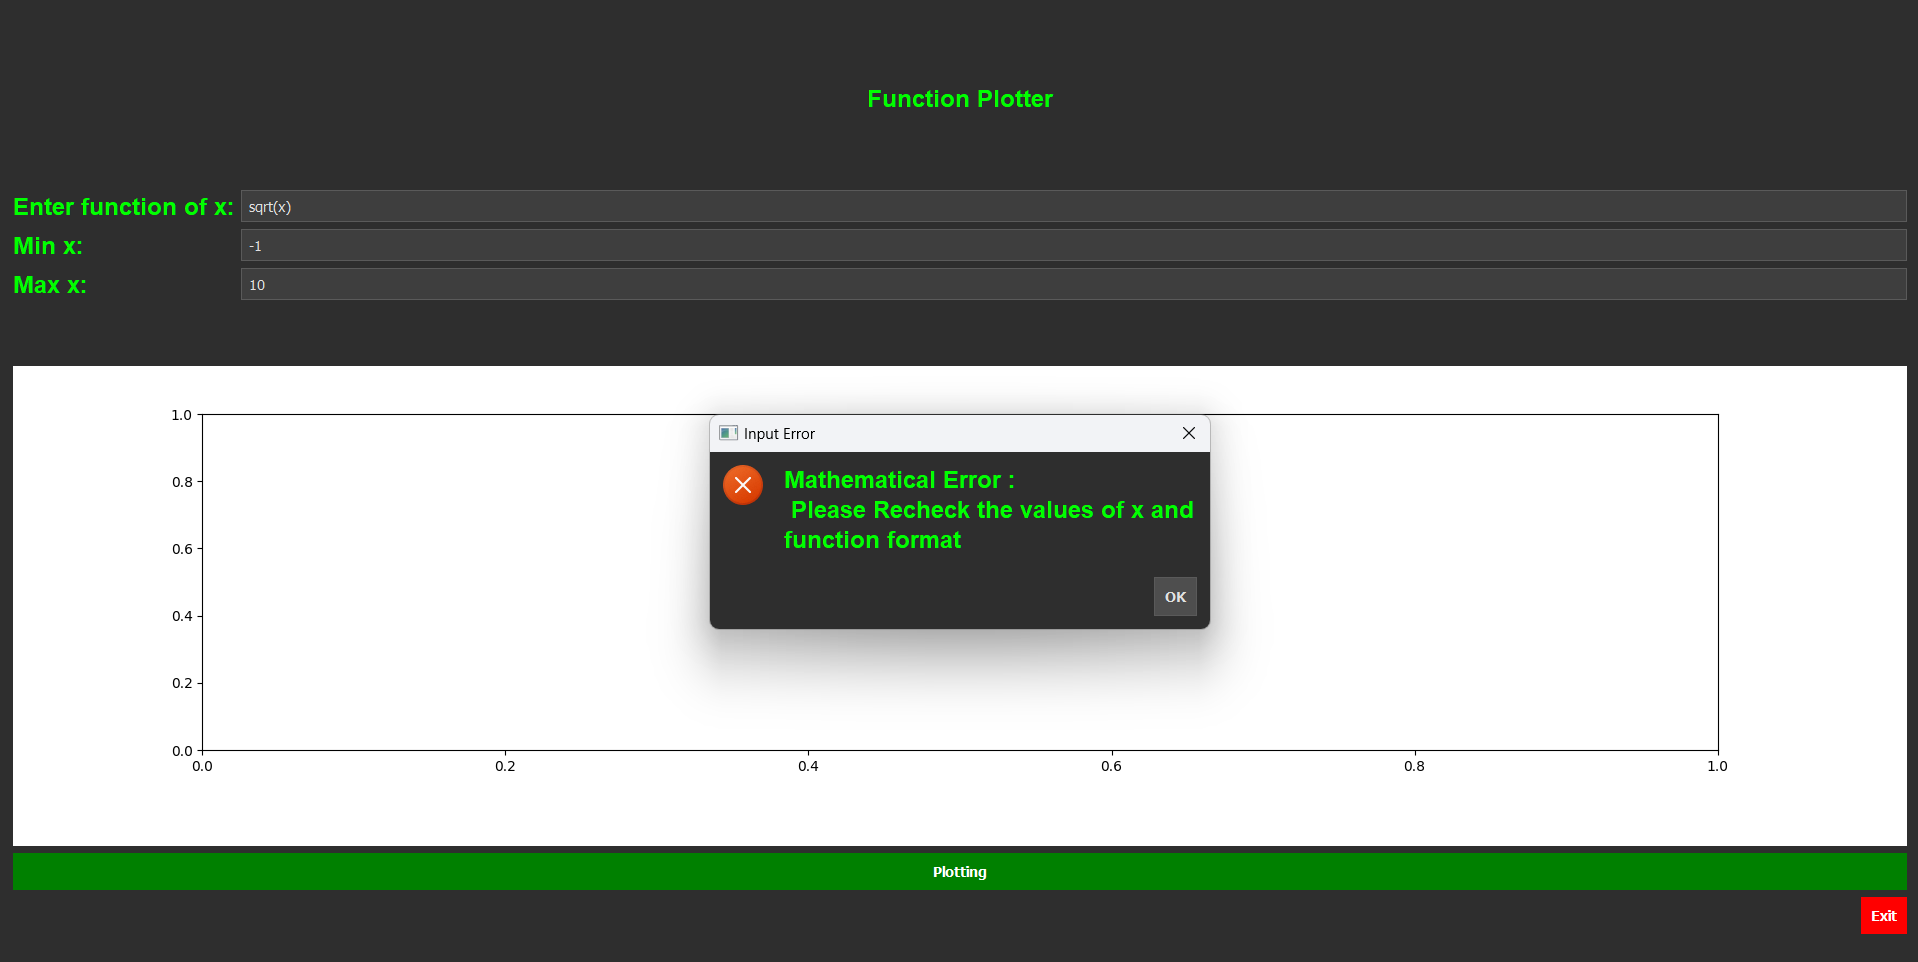 Function Plotter
Enter function of x: sqrt(x)
Min x: -1
Max x: 10
1.0
0.8
0.6
0.4
0.2
0.0
0.0 0.2 0.4 0.6 0.8 1.0
Input Error
Mathematical Error :
Please Recheck the values of x and
function format
OK
Plotting
Exit